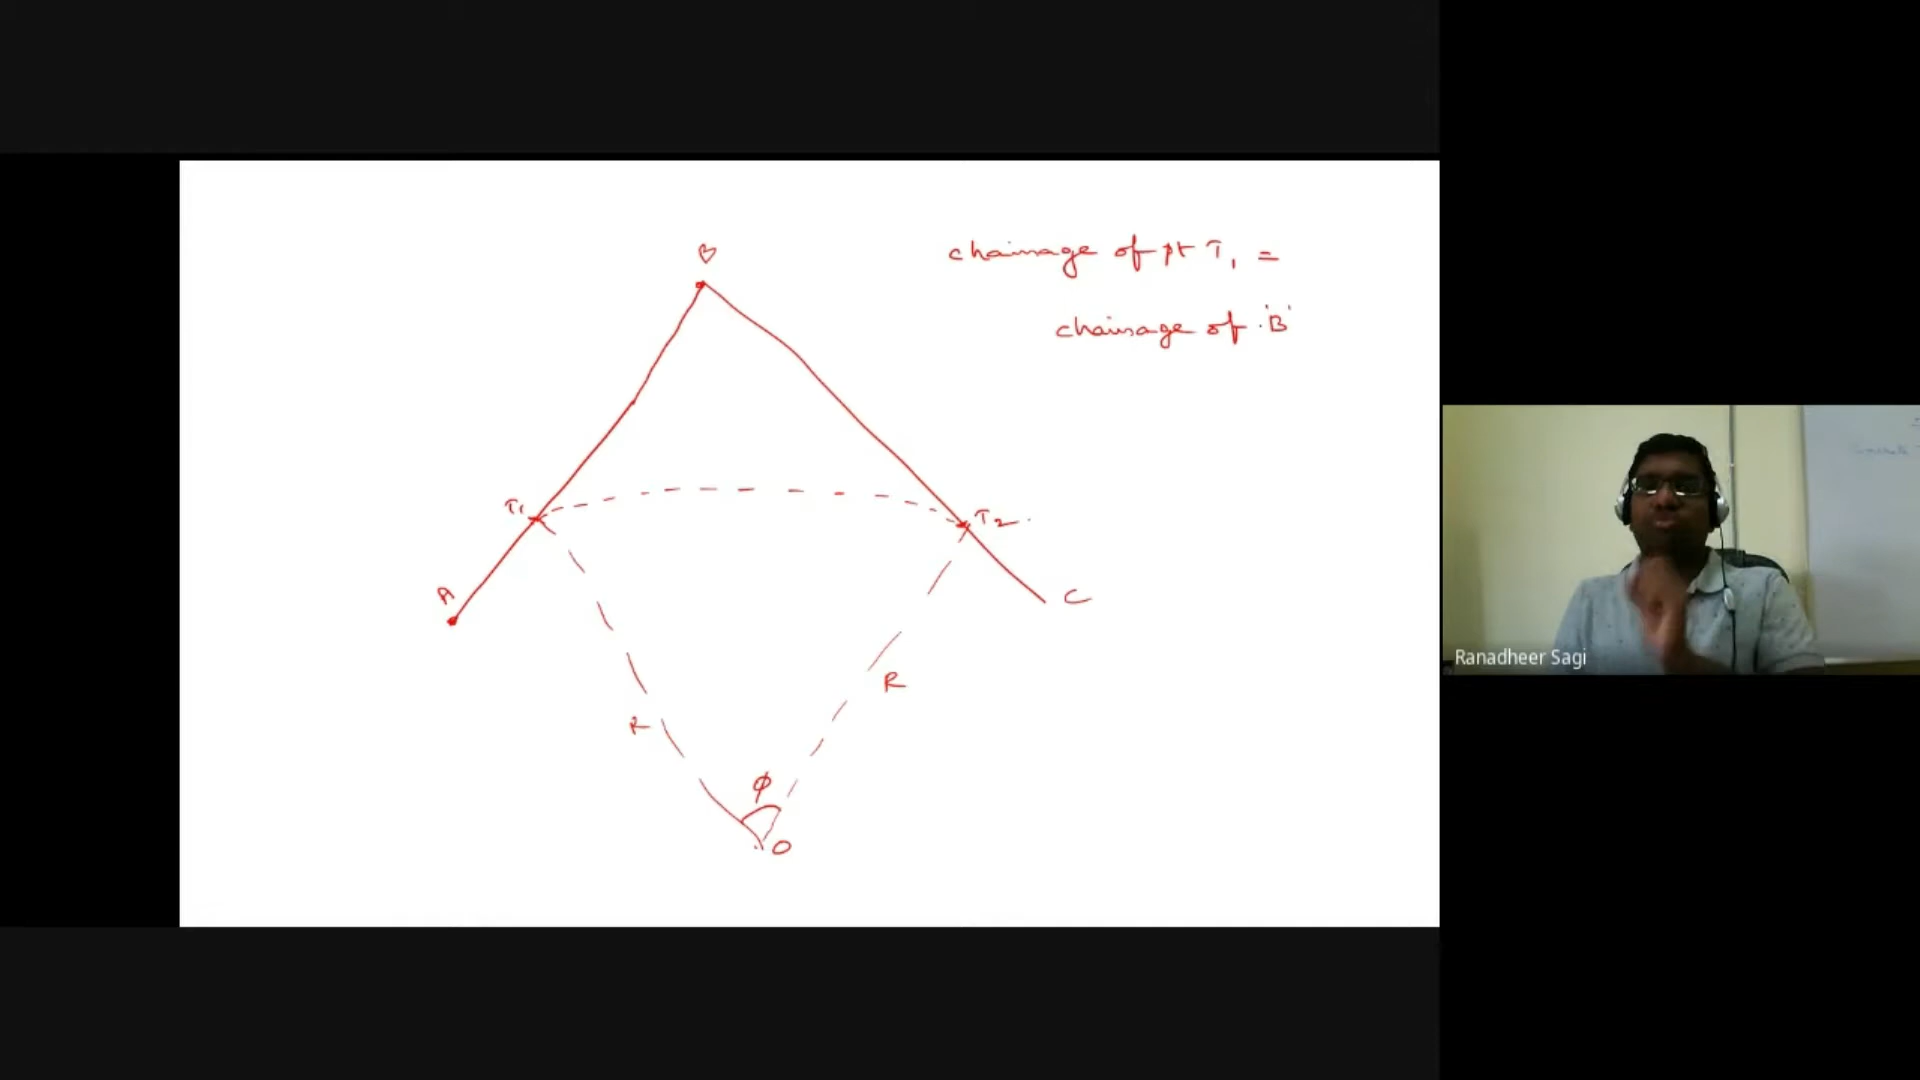 B
chainage of pt T1 =
chainage of 'B'
T1
T2
A
C
R
R
φ
O
Ranadheer Sagi